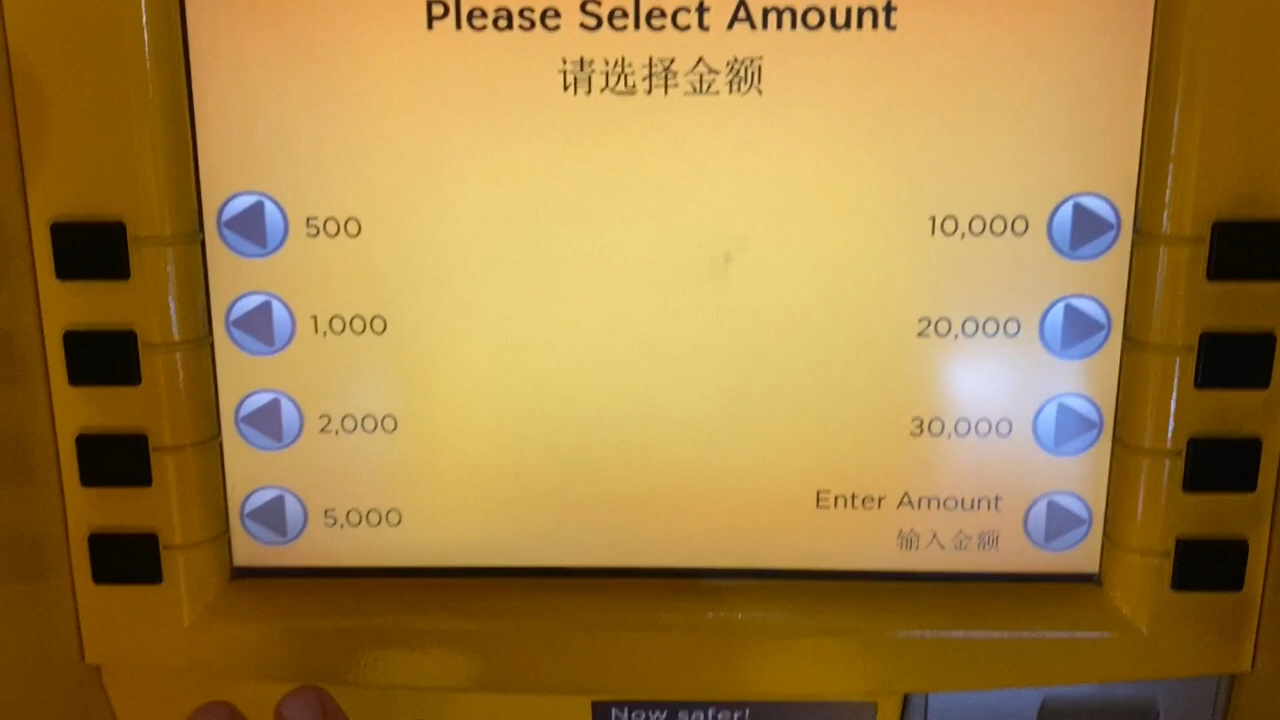 Please Select Amount
请选择金额
500
10,000
1,000
20,000
2,000
30,000
5,000
Enter Amount
输入金额
Now safer!